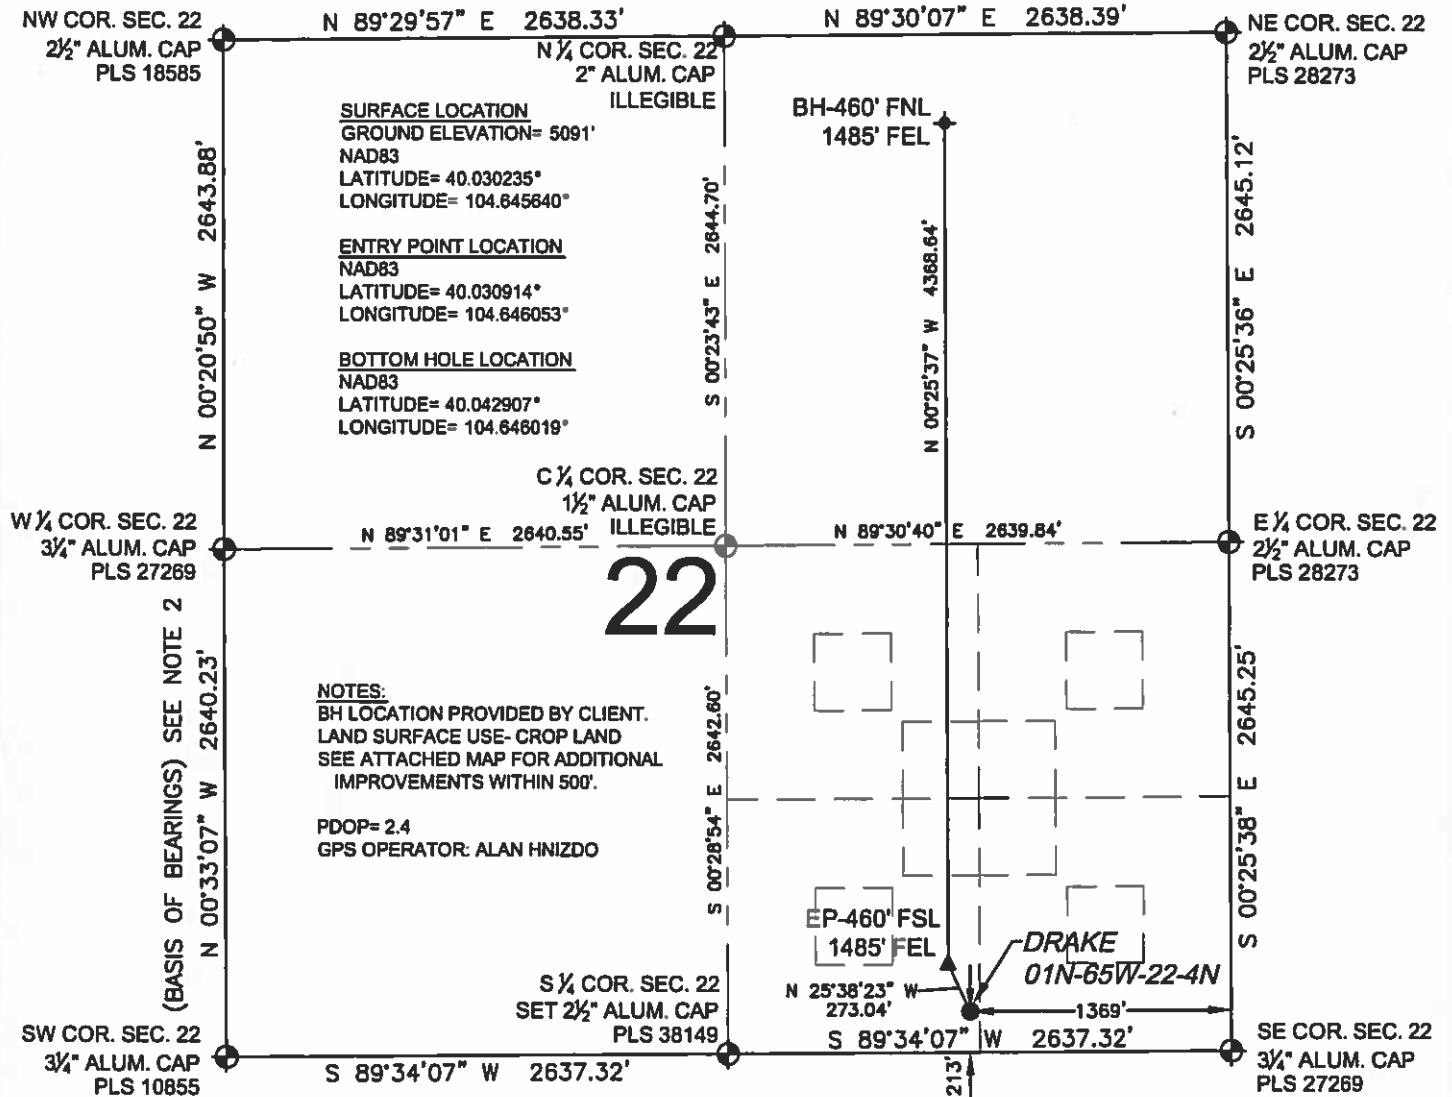 NW COR. SEC. 22
2½" ALUM. CAP
PLS 18585
N 89°29'57" E 2638.33'
N ¼ COR. SEC. 22
2" ALUM. CAP
ILLEGIBLE
N 89°30'07" E 2638.39'
NE COR. SEC. 22
2½" ALUM. CAP
PLS 28273
SURFACE LOCATION
GROUND ELEVATION= 5091'
NAD83
LATITUDE= 40.030235°
LONGITUDE= 104.645640°
ENTRY POINT LOCATION
NAD83
LATITUDE= 40.030914°
LONGITUDE= 104.646053°
BOTTOM HOLE LOCATION
NAD83
LATITUDE= 40.042907°
LONGITUDE= 104.646019°
BH-460' FNL
1485' FEL
N 00°20'50" W 2643.88'
S 00°23'43" E 2644.70'
N 00°25'37" W 4368.64'
S 00°25'36" E 2645.12'
C ¼ COR. SEC. 22
1½" ALUM. CAP
ILLEGIBLE
W ¼ COR. SEC. 22
3¼" ALUM. CAP
PLS 27269
N 89°31'01" E 2640.55'
N 89°30'40" E 2639.84'
E ¼ COR. SEC. 22
2½" ALUM. CAP
PLS 28273
22
(BASIS OF BEARINGS) SEE NOTE 2
N 00°33'07" W 2640.23'
NOTES:
BH LOCATION PROVIDED BY CLIENT.
LAND SURFACE USE- CROP LAND
SEE ATTACHED MAP FOR ADDITIONAL
IMPROVEMENTS WITHIN 500'.
PDOP= 2.4
GPS OPERATOR: ALAN HNIZDO
S 00°28'54" E 2642.60'
S 00°25'38" E 2645.25'
EP-460' FSL
1485' FEL
DRAKE
01N-65W-22-4N
N 25°38'23" W
273.04'
1369'
S ¼ COR. SEC. 22
SET 2½" ALUM. CAP
PLS 38149
SW COR. SEC. 22
3¼" ALUM. CAP
PLS 10855
S 89°34'07" W 2637.32'
S 89°34'07" W 2637.32'
213'
SE COR. SEC. 22
3¼" ALUM. CAP
PLS 27269